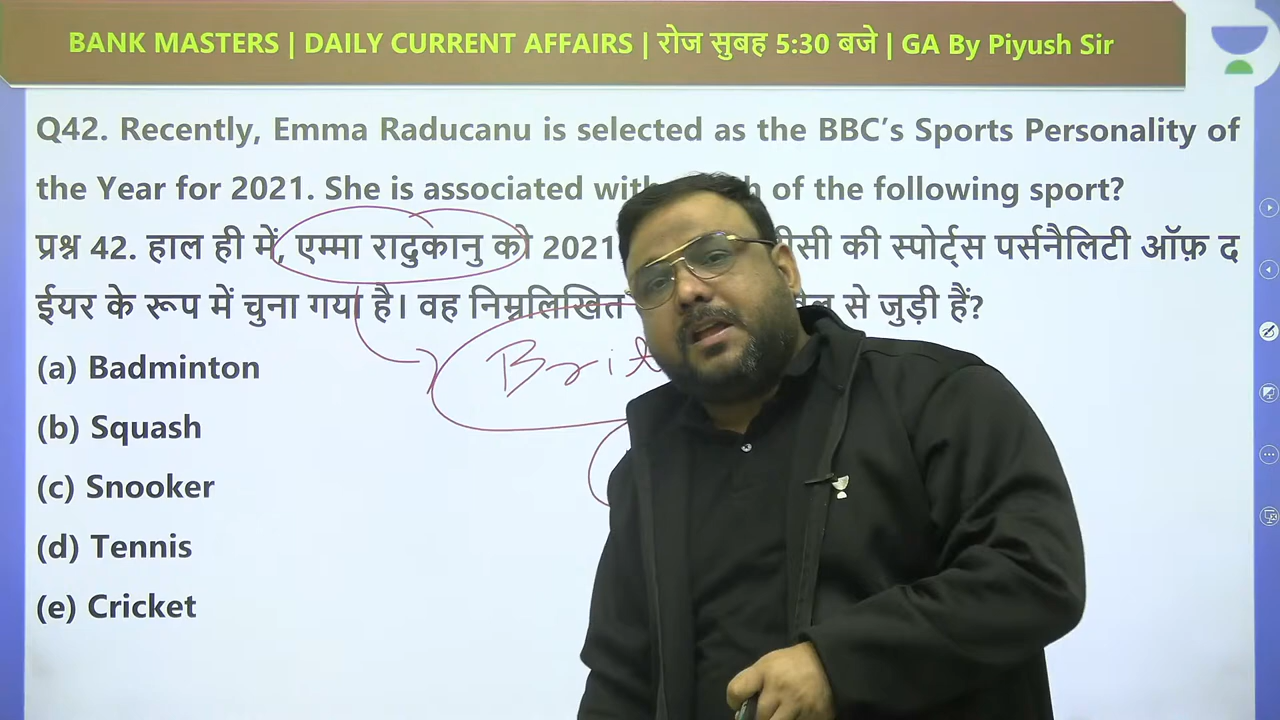 BANK MASTERS | DAILY CURRENT AFFAIRS | रोज सुबह 5:30 बजे | GA By Piyush Sir
Q42. Recently, Emma Raducanu is selected as the BBC’s Sports Personality of
the Year for 2021. She is associated with of the following sport?
प्रश्न 42. हाल ही में, एम्मा रादुकानु को 2021 की स्पोर्ट्स पर्सनैलिटी ऑफ़ द
ईयर के रूप में चुना गया है। वह निम्नलिखित से जुड़ी हैं?
(a) Badminton
Brit
(b) Squash
(c) Snooker
(d) Tennis
(e) Cricket